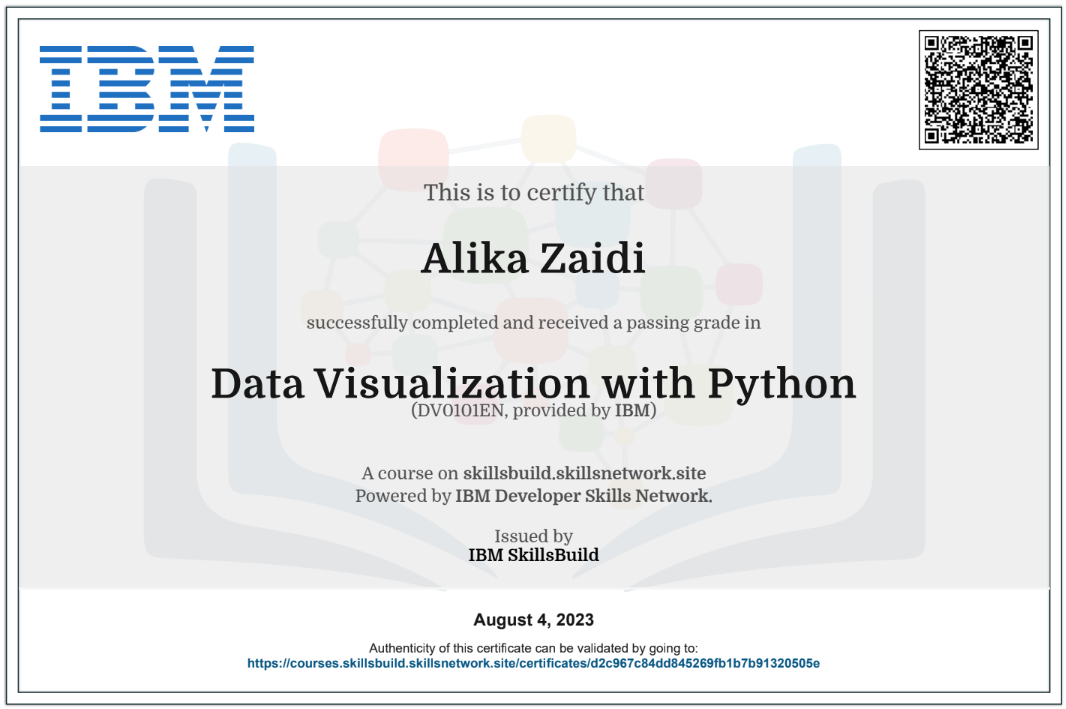 IBM
This is to certify that
Alika Zaidi
successfully completed and received a passing grade in
Data Visualization with Python
(DV0101EN, provided by IBM)
A course on skillsbuild.skillsnetwork.site
Powered by IBM Developer Skills Network.
Issued by
IBM SkillsBuild
August 4, 2023
Authenticity of this certificate can be validated by going to:
https://courses.skillsbuild.skillsnetwork.site/certificates/d2c967c84dd845269fb1b7b91320505e